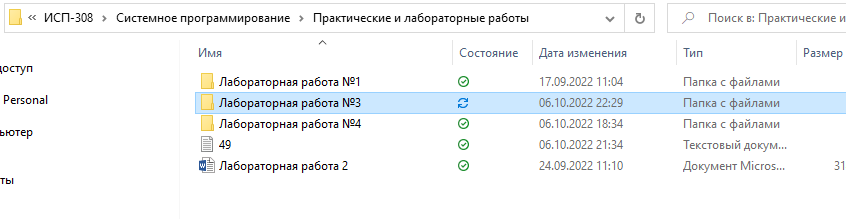 « ИСП-308 > Системное программирование > Практические и лабораторные работы >
Поиск в: Практические и
Имя Состояние Дата изменения Тип Размер
Лабораторная работа №1 17.09.2022 11:04 Папка с файлами
Лабораторная работа №3 06.10.2022 22:29 Папка с файлами
Лабораторная работа №4 06.10.2022 18:34 Папка с файлами
49 06.10.2022 21:34 Текстовый докум...
Лабораторная работа 2 24.09.2022 11:10 Документ Micros... 31
доступ
Personal
ьютер
ты